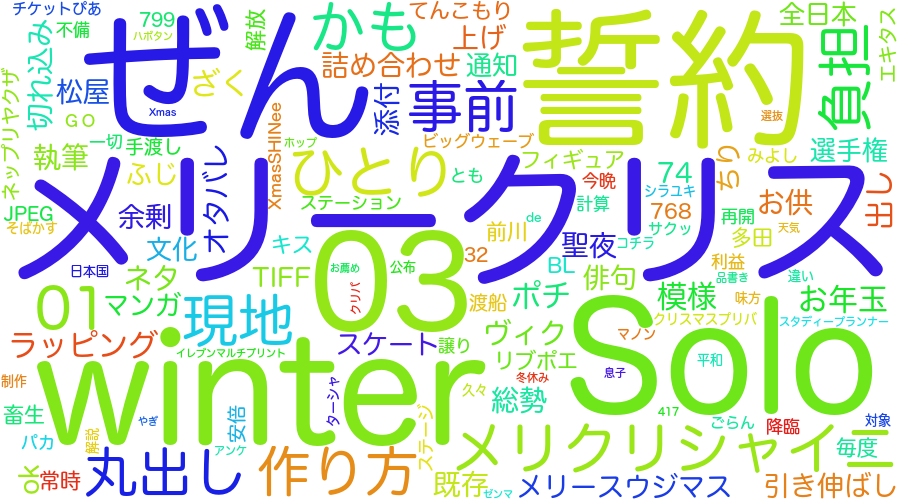 チケットぴあ
799
ハボタン
不備
切れ込み
ネップリヤクザ
松屋
GO
ぜん
解放
ざく
Xmas
かも
てんこもり
上げ
詰め合わせ
通知
添付
事前
誓約
全日本
エキタス
負担
選抜
一切
手渡し
執筆
ふじ
オタバレ
XmasSHINee
ホップ
ひとり
ビッグウェーブ
フィギュア
とも
今晩
74
シラユキ
ちり
みよし
選手権
JPEG
そばかす
余剰
文化
メリークリス
ステーション
キス
前川
de
計算
768
サクッ
再開
お供
出し
天気
日本国
ネタ
TIFF
03
お薦め
公布
32
聖夜
コチラ
BL
俳句
多田
利益
品書き
違い
01
マンガ
現地
クリパ
渡船
ポチ
模様
味方
お年玉
ラッピング
イレブンマルチプリント
スケート
譲り
ヴィク
リブポエ
マノン
クリスマスプリパ
スタディープランナー
winter
Solo
制作
冬休み
息子
平和
畜生
やぎ
安倍
ターシャ
久々
総勢
417
ごらん
対象
パカ
解説
アンケ
ステージ
メリクリシャイニ
降臨
毎度
OK
常時
丸出し
作り方
既存
ゼンマ
メリースウジマス
引き伸ばし